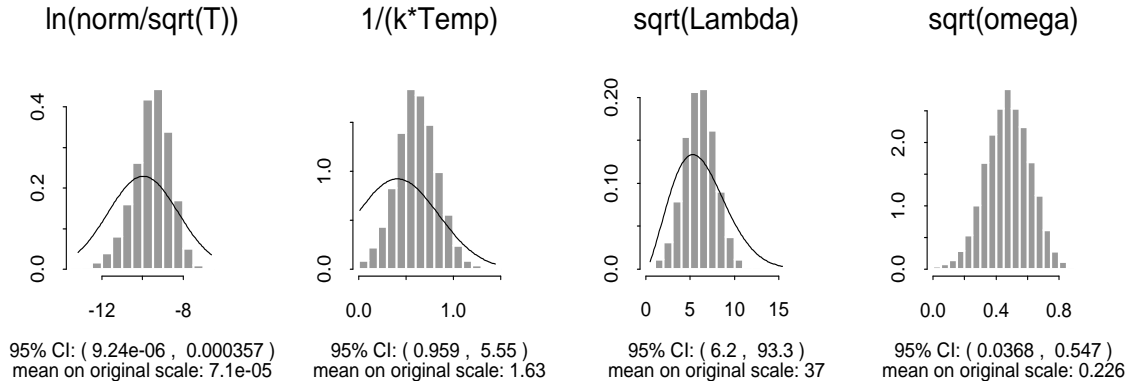 ln(norm/sqrt(T))
1/(k*Temp)
sqrt(Lambda)
sqrt(omega)
0.4
0.2
0.0
-12 -8
95% CI: ( 9.24e-06 , 0.000357 )
mean on original scale: 7.1e-05
1.0
0.0
0.0 1.0
95% CI: ( 0.959 , 5.55 )
mean on original scale: 1.63
0.20
0.10
0.0
0 5 10 15
95% CI: ( 6.2 , 93.3 )
mean on original scale: 37
2.0
1.0
0.0
0.0 0.4 0.8
95% CI: ( 0.0368 , 0.547 )
mean on original scale: 0.226